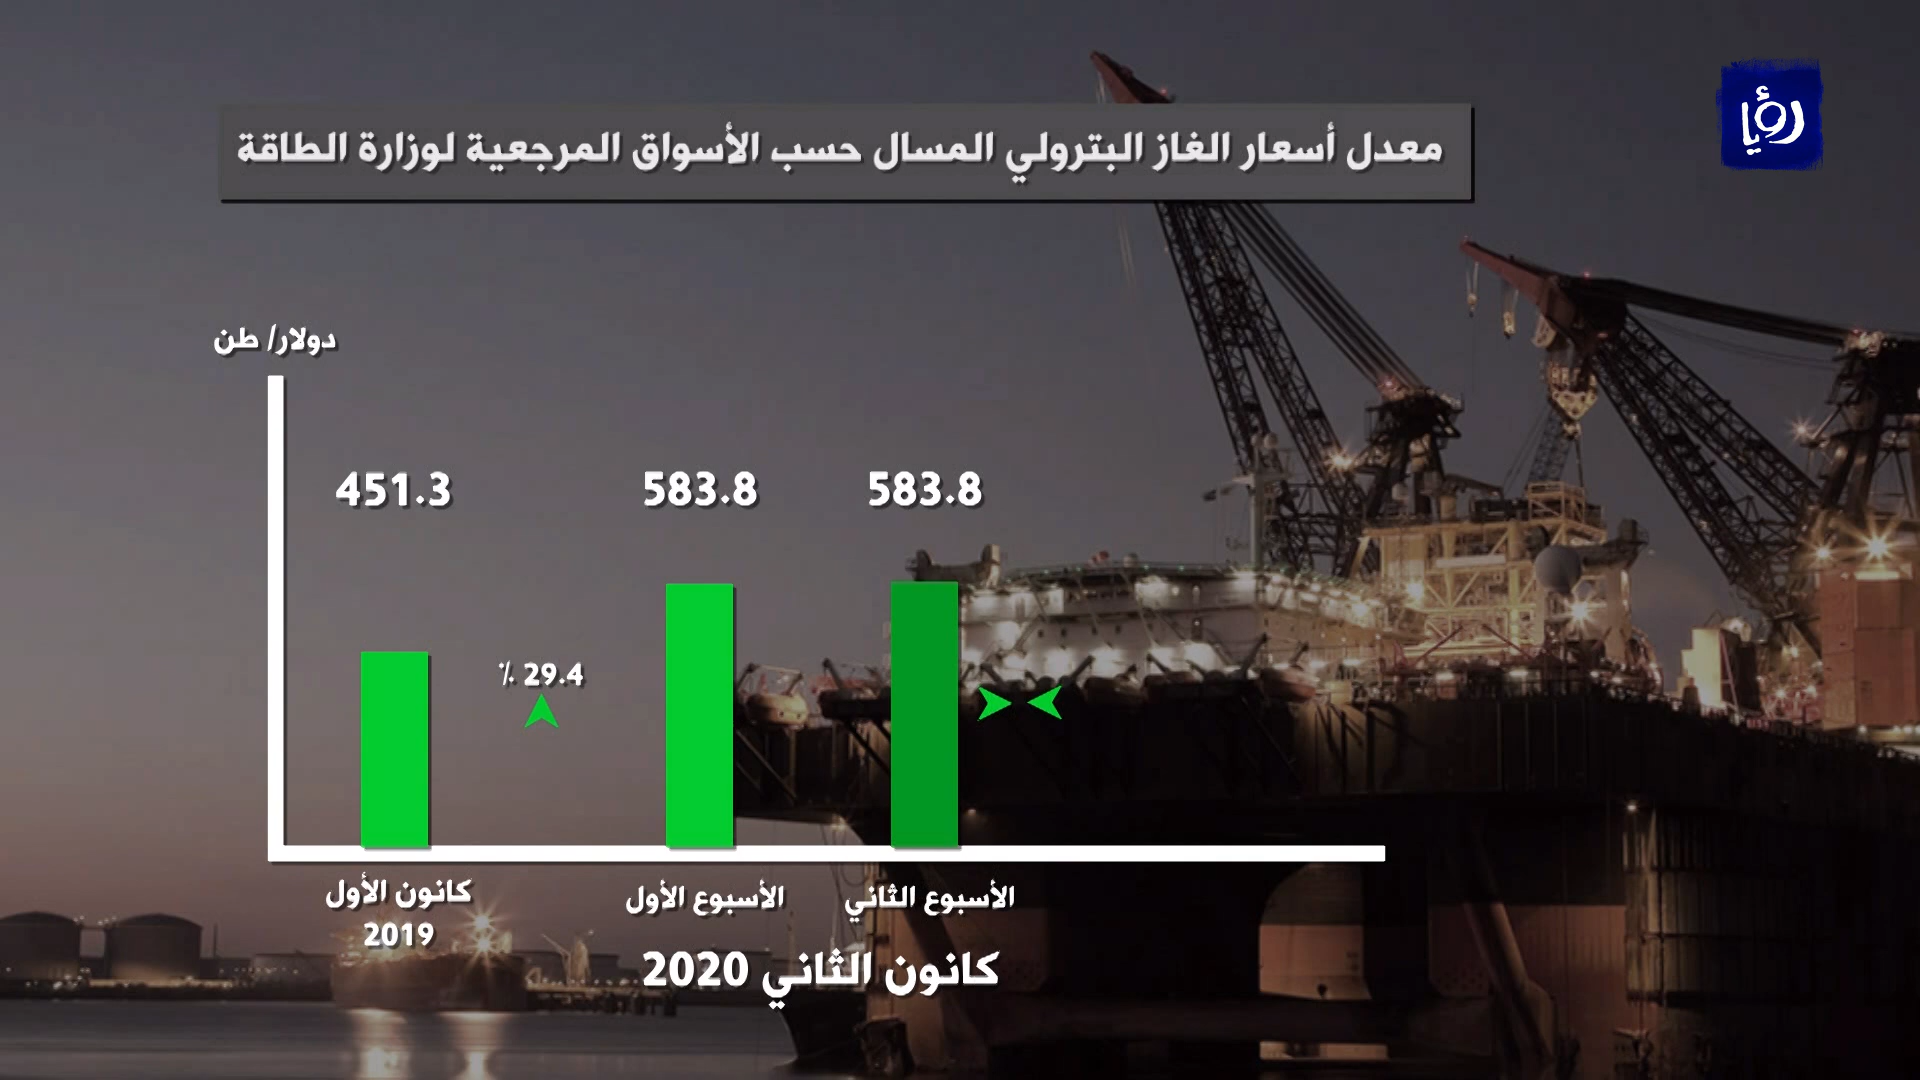 رؤيا
معدل أسعار الغاز البترولي المسال حسب الأسواق المرجعية لوزارة الطاقة
دولار/ طن
451.3
583.8
583.8
٪ 29.4
كانون الأول
2019
الأسبوع الأول
الأسبوع الثاني
كانون الثاني 2020